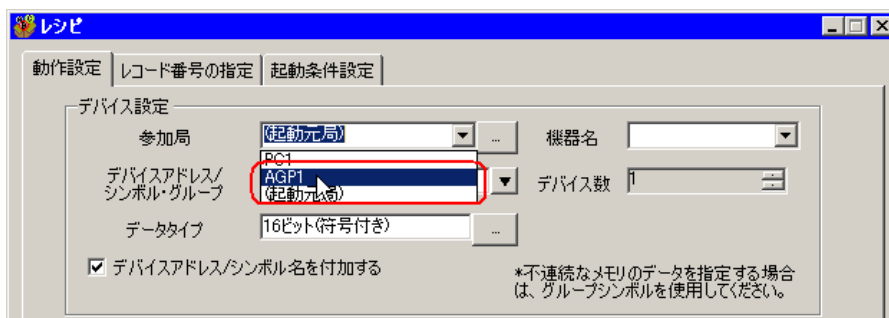 レシピ
動作設定 レコード番号の指定 起動条件設定
デバイス設定
参加局 (起動元局) ... 機器名
PC1
AGP1
(起動元局)
デバイスアドレス/
シンボル・グループ
デバイス数 1
データタイプ 16ビット(符号付き) ...
デバイスアドレス/シンボル名を付加する
*不連続なメモリのデータを指定する場合
は、グループシンボルを使用してください。